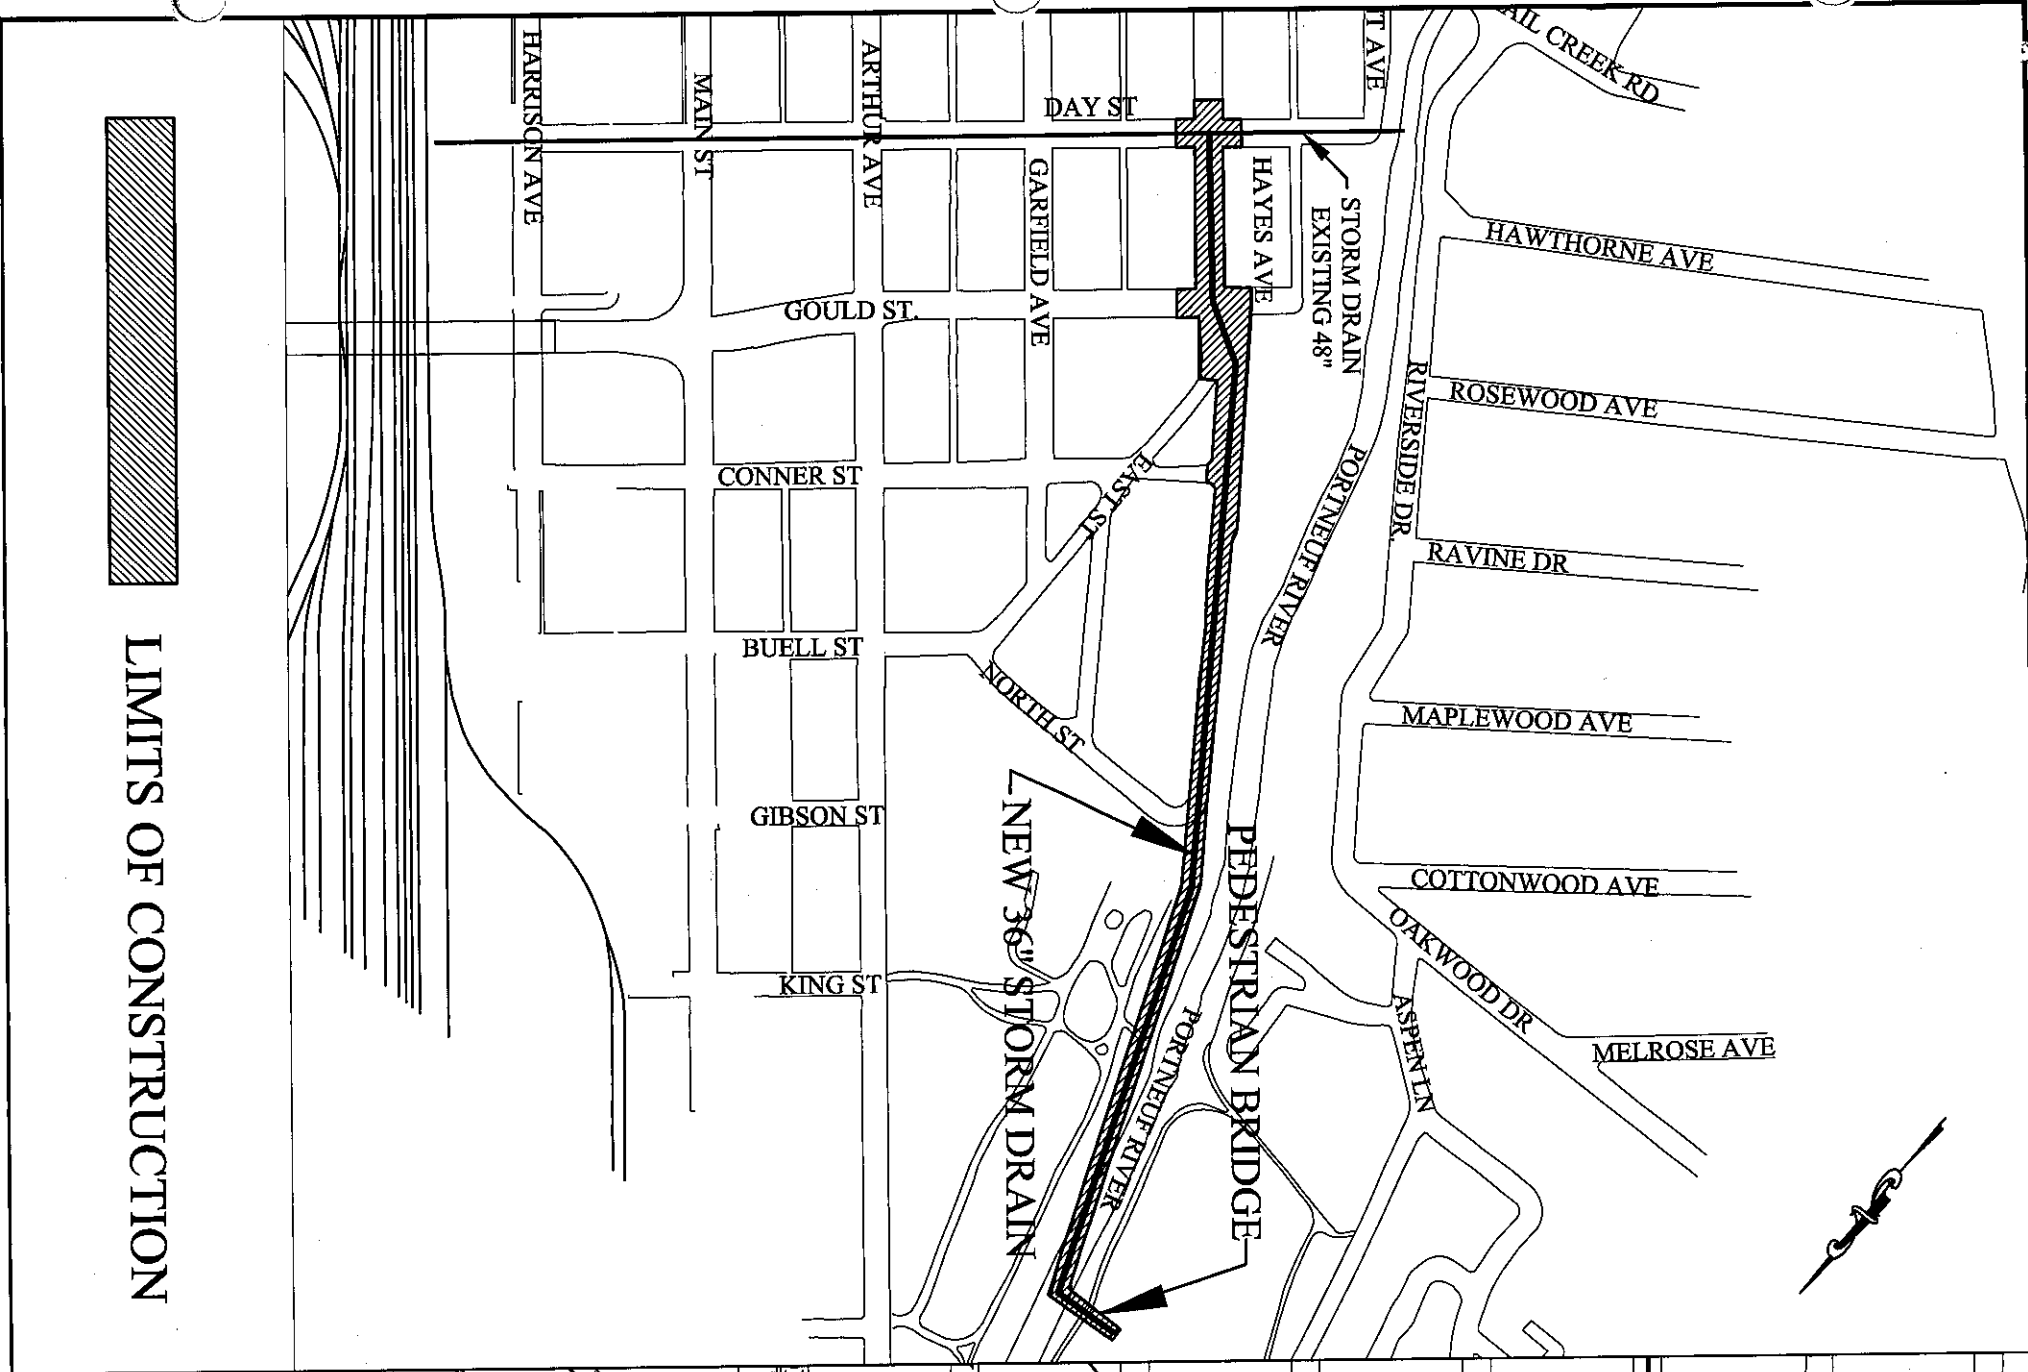 AIL CREEK RD
T AVE
HARRISON AVE
MAIN ST
ARTHUR AVE
DAY ST
GARFIELD AVE
HAYES AVE
STORM DRAIN
EXISTING 48"
HAWTHORNE AVE
GOULD ST.
RIVERSIDE DR.
ROSEWOOD AVE
PORTNEUF RIVER
CONNER ST
EAST ST
RAVINE DR
BUELL ST
NORTH ST
MAPLEWOOD AVE
GIBSON ST
NEW 36" STORM DRAIN
PEDESTRIAN BRIDGE
COTTONWOOD AVE
OAKWOOD DR
KING ST
PORTNEUF RIVER
ASPEN LN
MELROSE AVE
LIMITS OF CONSTRUCTION